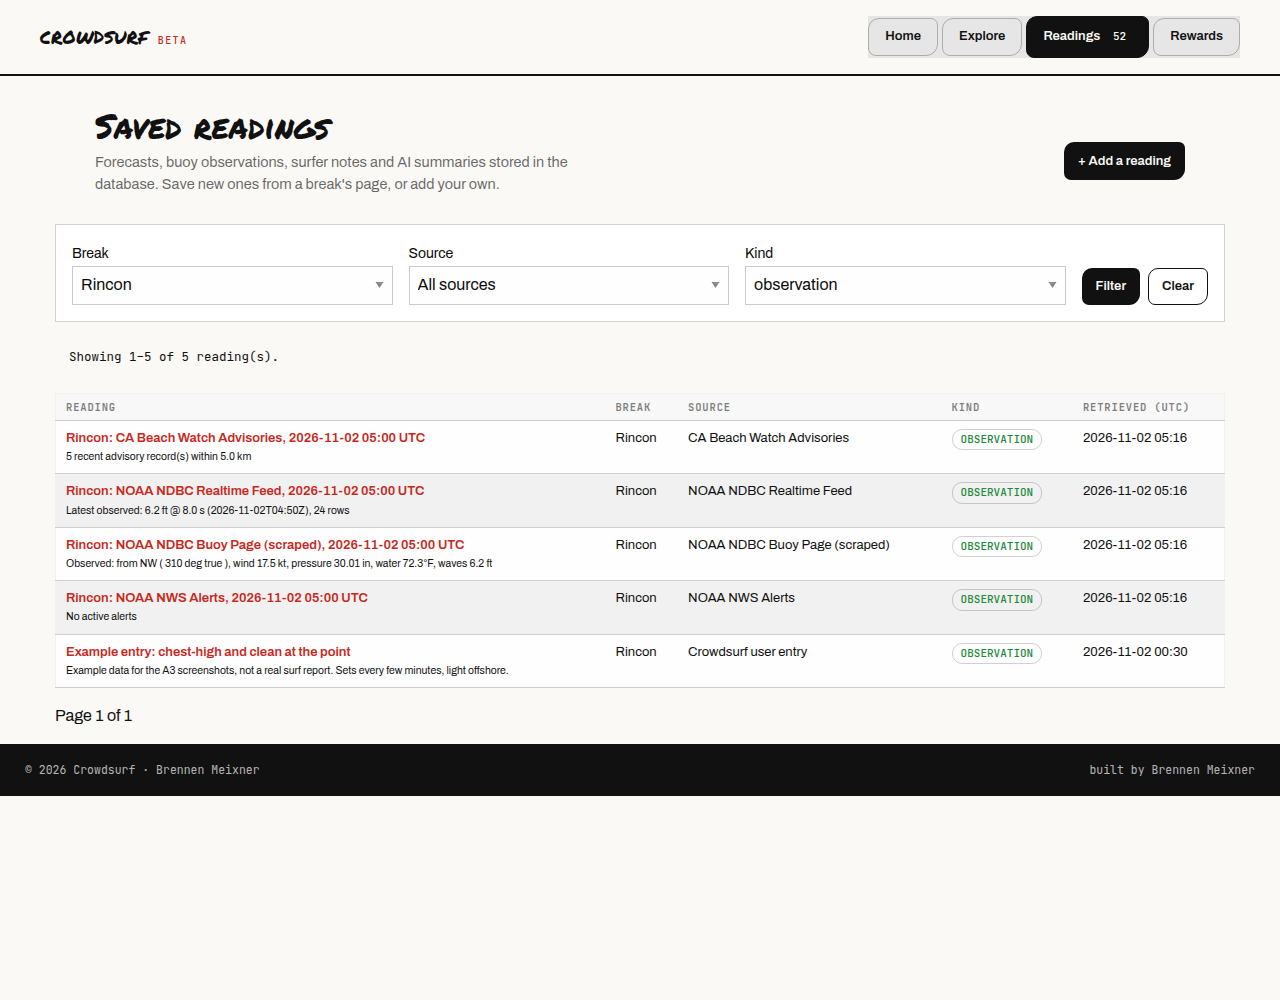 CROWDSURF BETA
Home
Explore
Readings 52
Rewards
Saved readings
Forecasts, buoy observations, surfer notes and AI summaries stored in the
database. Save new ones from a break's page, or add your own.
+ Add a reading
Break
Source
Kind
Rincon
All sources
observation
Filter
Clear
Showing 1–5 of 5 reading(s).
READING BREAK SOURCE KIND RETRIEVED (UTC)
Rincon: CA Beach Watch Advisories, 2026-11-02 05:00 UTC Rincon CA Beach Watch Advisories OBSERVATION 2026-11-02 05:16
5 recent advisory record(s) within 5.0 km
Rincon: NOAA NDBC Realtime Feed, 2026-11-02 05:00 UTC Rincon NOAA NDBC Realtime Feed OBSERVATION 2026-11-02 05:16
Latest observed: 6.2 ft @ 8.0 s (2026-11-02T04:50Z), 24 rows
Rincon: NOAA NDBC Buoy Page (scraped), 2026-11-02 05:00 UTC Rincon NOAA NDBC Buoy Page (scraped) OBSERVATION 2026-11-02 05:16
Observed: from NW ( 310 deg true ), wind 17.5 kt, pressure 30.01 in, water 72.3°F, waves 6.2 ft
Rincon: NOAA NWS Alerts, 2026-11-02 05:00 UTC Rincon NOAA NWS Alerts OBSERVATION 2026-11-02 05:16
No active alerts
Example entry: chest-high and clean at the point Rincon Crowdsurf user entry OBSERVATION 2026-11-02 00:30
Example data for the A3 screenshots, not a real surf report. Sets every few minutes, light offshore.
Page 1 of 1
© 2026 Crowdsurf · Brennen Meixner
built by Brennen Meixner